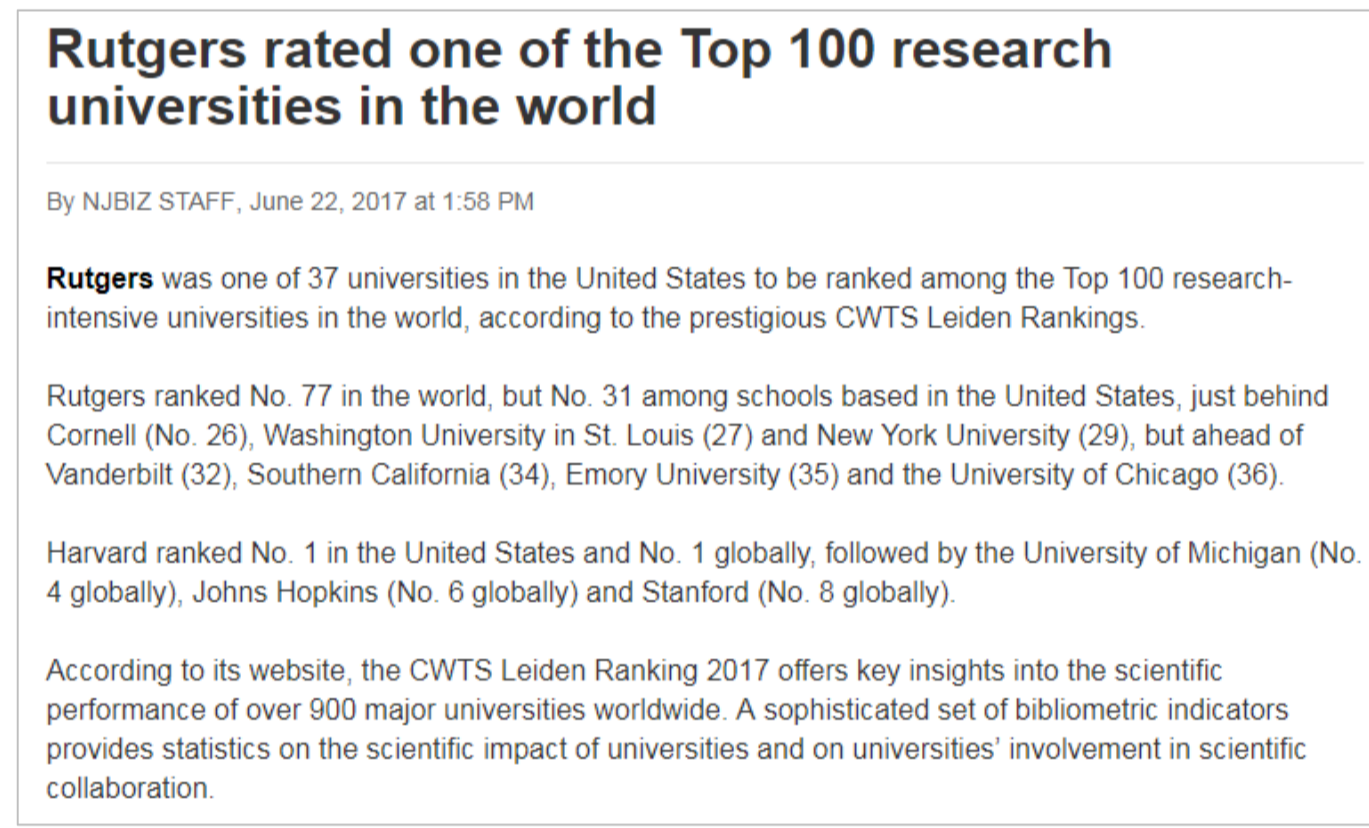 Rutgers rated one of the Top 100 research
universities in the world
By NJBIZ STAFF, June 22, 2017 at 1:58 PM
Rutgers was one of 37 universities in the United States to be ranked among the Top 100 research-
intensive universities in the world, according to the prestigious CWTS Leiden Rankings.
Rutgers ranked No. 77 in the world, but No. 31 among schools based in the United States, just behind
Cornell (No. 26), Washington University in St. Louis (27) and New York University (29), but ahead of
Vanderbilt (32), Southern California (34), Emory University (35) and the University of Chicago (36).
Harvard ranked No. 1 in the United States and No. 1 globally, followed by the University of Michigan (No.
4 globally), Johns Hopkins (No. 6 globally) and Stanford (No. 8 globally).
According to its website, the CWTS Leiden Ranking 2017 offers key insights into the scientific
performance of over 900 major universities worldwide. A sophisticated set of bibliometric indicators
provides statistics on the scientific impact of universities and on universities’ involvement in scientific
collaboration.